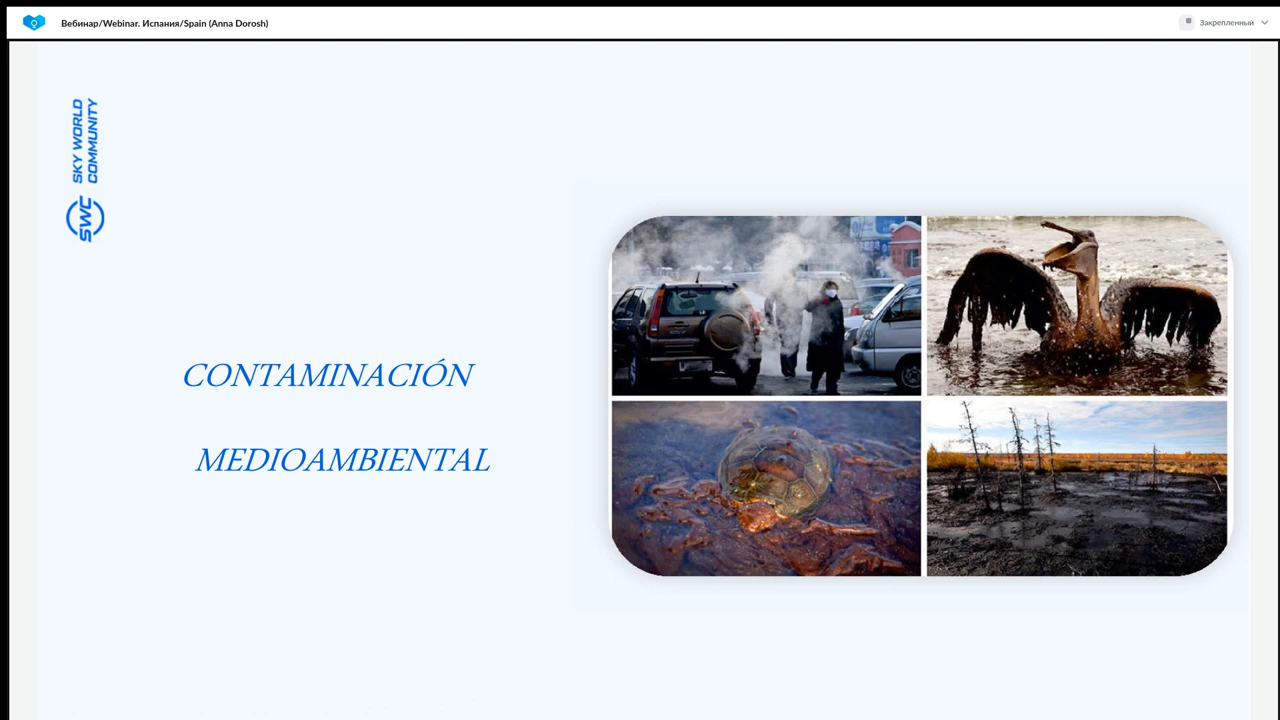 Вебинар/Webinar. Испания/Spain (Anna Dorosh)
Закрепленный
SKY WORLD
COMMUNITY
SWC
CONTAMINACIÓN
MEDIOAMBIENTAL